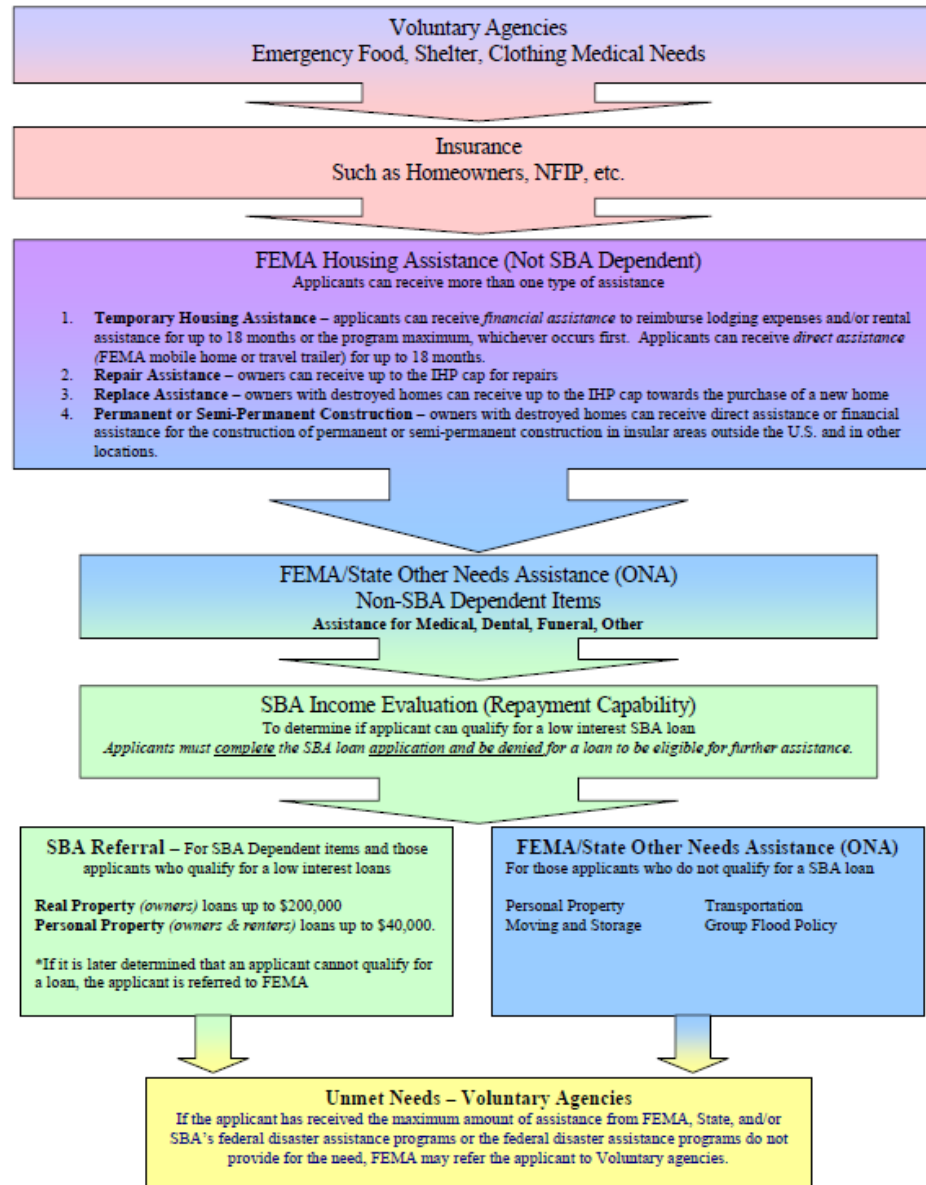 Voluntary Agencies
Emergency Food, Shelter, Clothing Medical Needs
Insurance
Such as Homeowners, NFIP, etc.
FEMA Housing Assistance (Not SBA Dependent)
Applicants can receive more than one type of assistance
1. Temporary Housing Assistance – applicants can receive financial assistance to reimburse lodging expenses and/or rental
assistance for up to 18 months or the program maximum, whichever occurs first. Applicants can receive direct assistance
(FEMA mobile home or travel trailer) for up to 18 months.
2. Repair Assistance – owners can receive up to the IHP cap for repairs
3. Replace Assistance – owners with destroyed homes can receive up to the IHP cap towards the purchase of a new home
4. Permanent or Semi-Permanent Construction – owners with destroyed homes can receive direct assistance or financial
assistance for the construction of permanent or semi-permanent construction in insular areas outside the U.S. and in other
locations.
FEMA/State Other Needs Assistance (ONA)
Non-SBA Dependent Items
Assistance for Medical, Dental, Funeral, Other
SBA Income Evaluation (Repayment Capability)
To determine if applicant can qualify for a low interest SBA loan
Applicants must complete the SBA loan application and be denied for a loan to be eligible for further assistance.
SBA Referral – For SBA Dependent items and those
applicants who qualify for a low interest loans
Real Property (owners) loans up to $200,000
Personal Property (owners & renters) loans up to $40,000.
*If it is later determined that an applicant cannot qualify for
a loan, the applicant is referred to FEMA
FEMA/State Other Needs Assistance (ONA)
For those applicants who do not qualify for a SBA loan
Personal Property Transportation
Moving and Storage Group Flood Policy
Unmet Needs – Voluntary Agencies
If the applicant has received the maximum amount of assistance from FEMA, State, and/or
SBA's federal disaster assistance programs or the federal disaster assistance programs do not
provide for the need, FEMA may refer the applicant to Voluntary agencies.